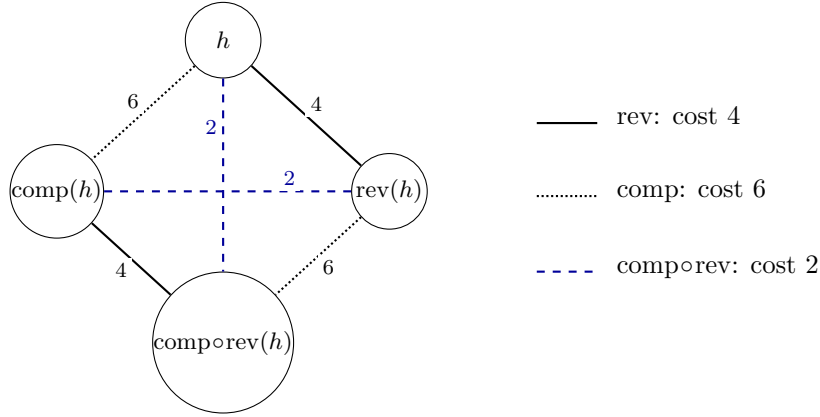 h
6
4
2
rev: cost 4
comp(h)
2
rev(h)
comp: cost 6
4
6
comp∘rev: cost 2
comp∘rev(h)